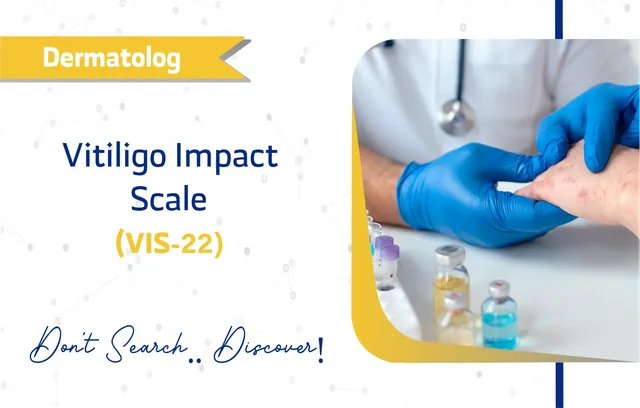 Dermatolog
Vitiligo Impact
Scale
(VIS-22)
Don't Search.. Discover!